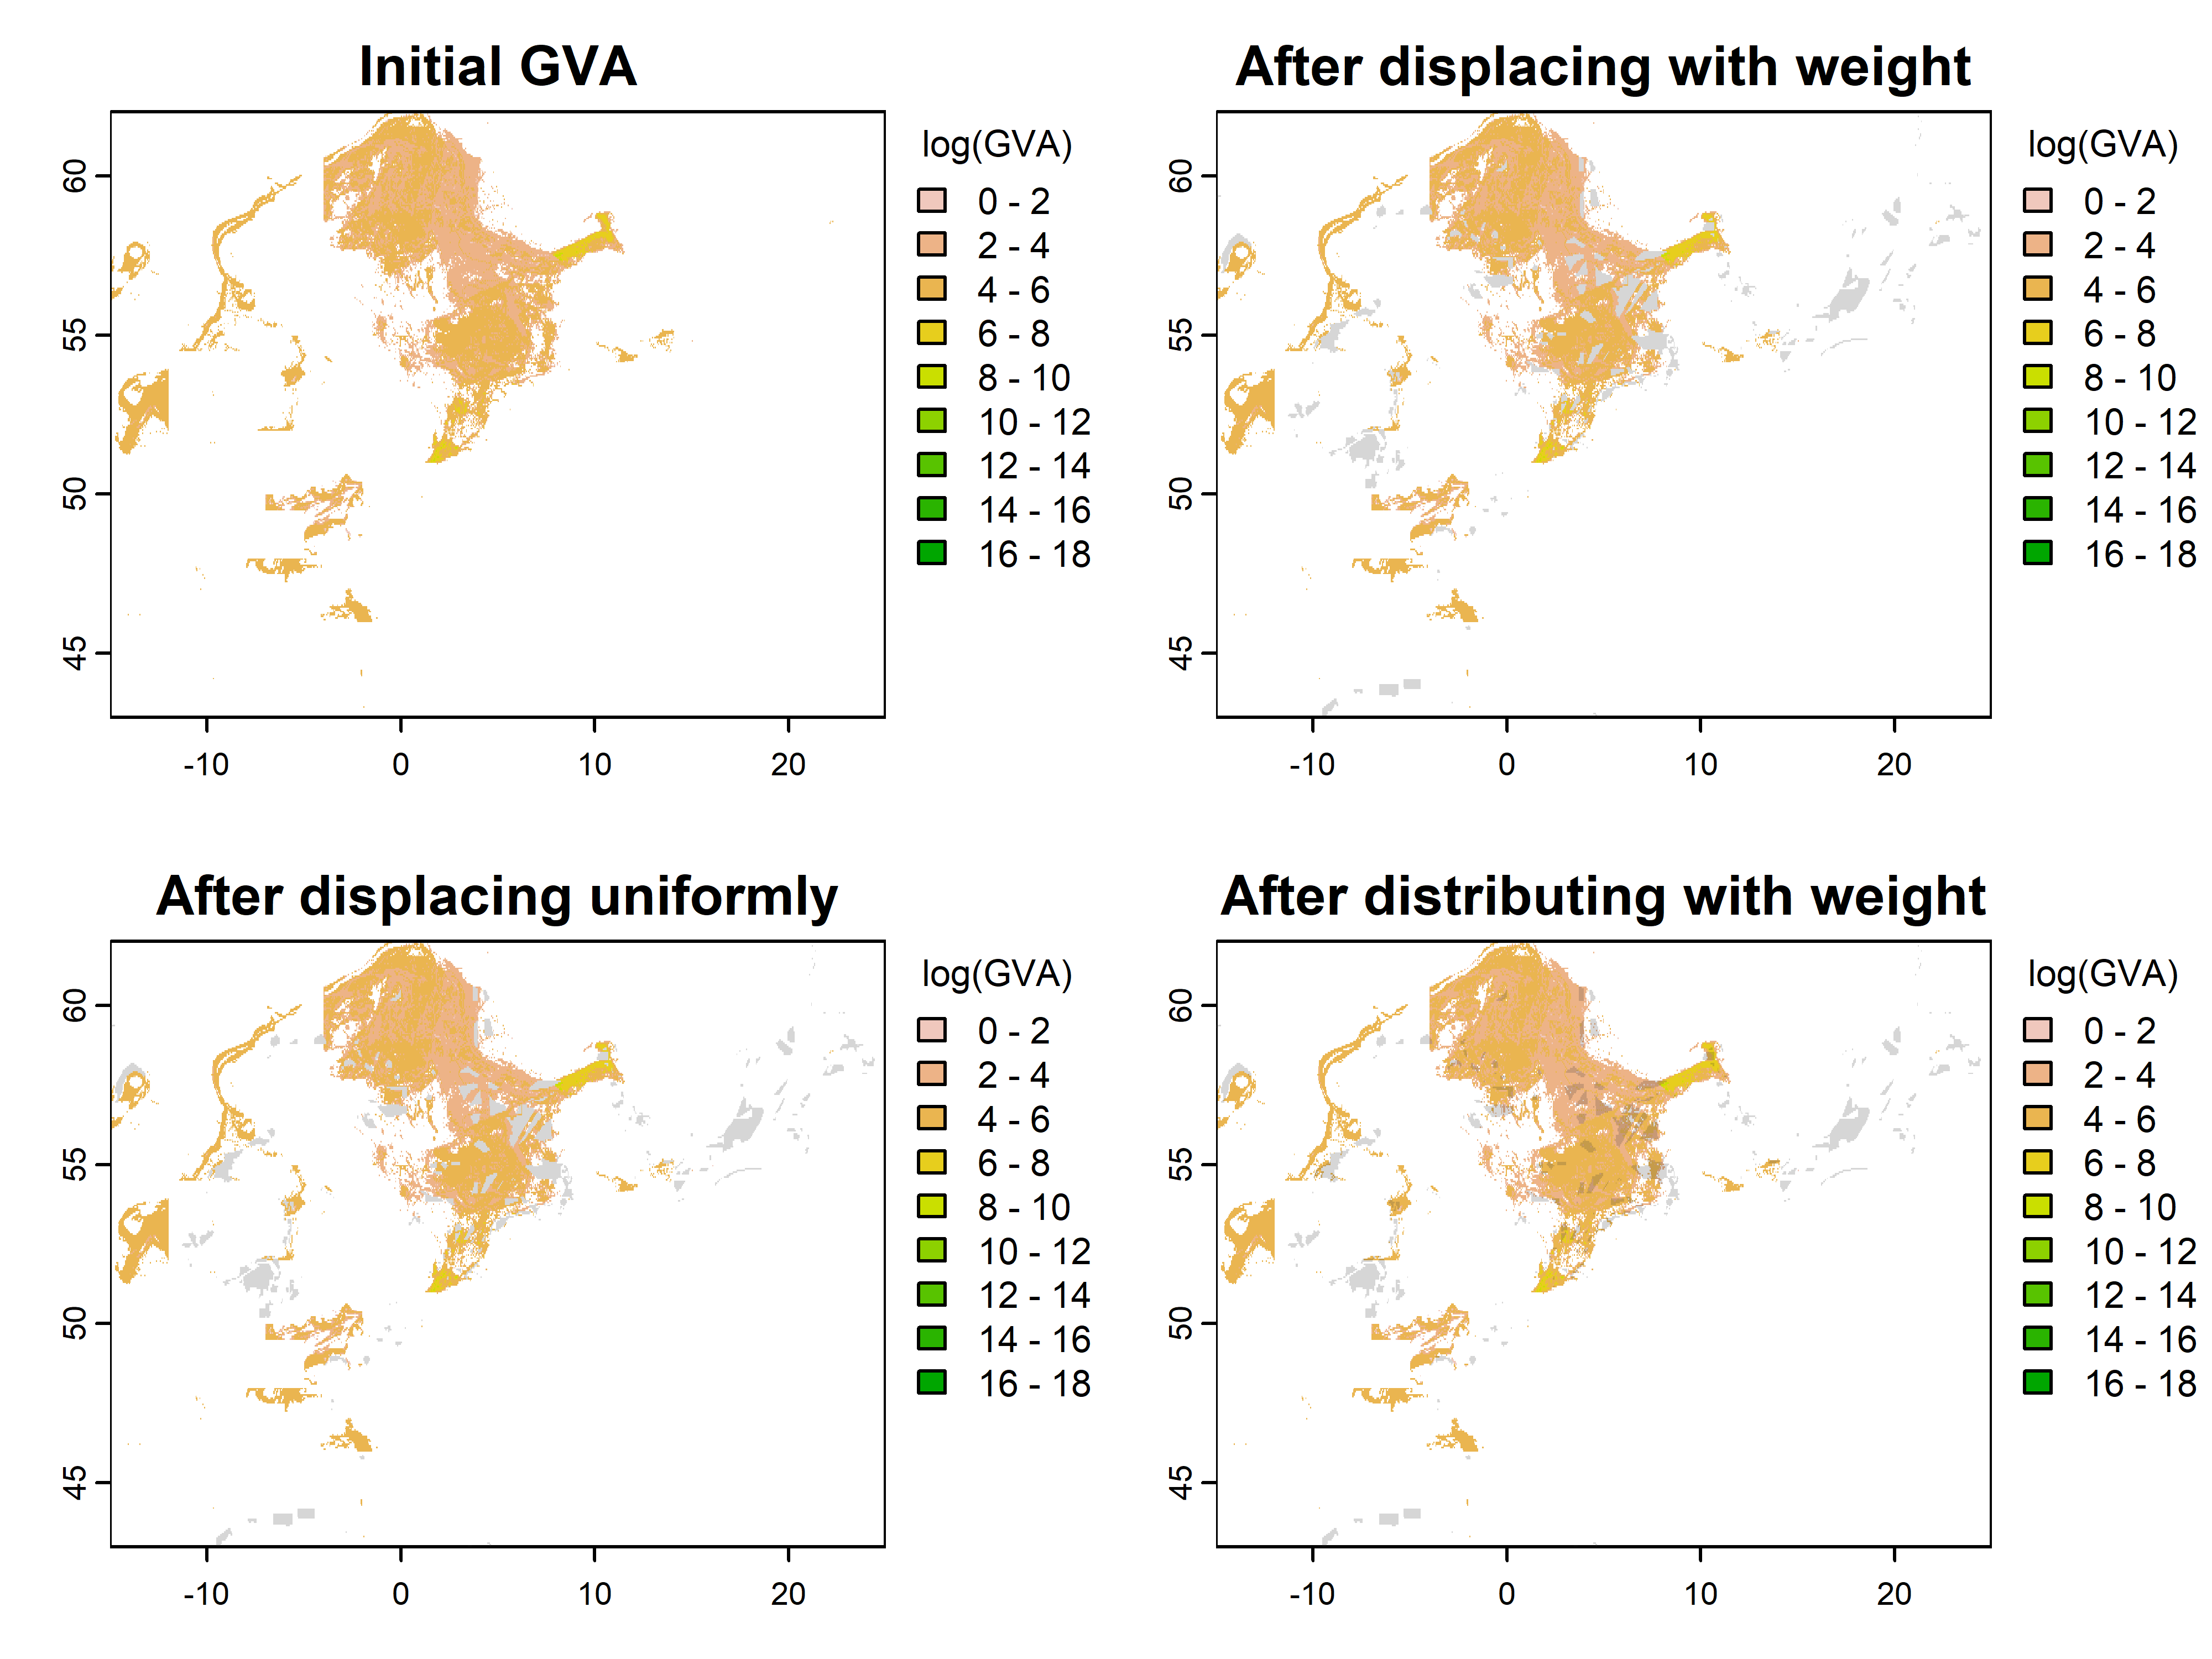 Initial GVA
60
55
50
45
-10
0
10
20
log(GVA)
0 - 2
2 - 4
4 - 6
6 - 8
8 - 10
10 - 12
12 - 14
14 - 16
16 - 18
After displacing with weight
60
55
50
45
-10
0
10
20
log(GVA)
0 - 2
2 - 4
4 - 6
6 - 8
8 - 10
10 - 12
12 - 14
14 - 16
16 - 18
After displacing uniformly
60
55
50
45
-10
0
10
20
log(GVA)
0 - 2
2 - 4
4 - 6
6 - 8
8 - 10
10 - 12
12 - 14
14 - 16
16 - 18
After distributing with weight
60
55
50
45
-10
0
10
20
log(GVA)
0 - 2
2 - 4
4 - 6
6 - 8
8 - 10
10 - 12
12 - 14
14 - 16
16 - 18